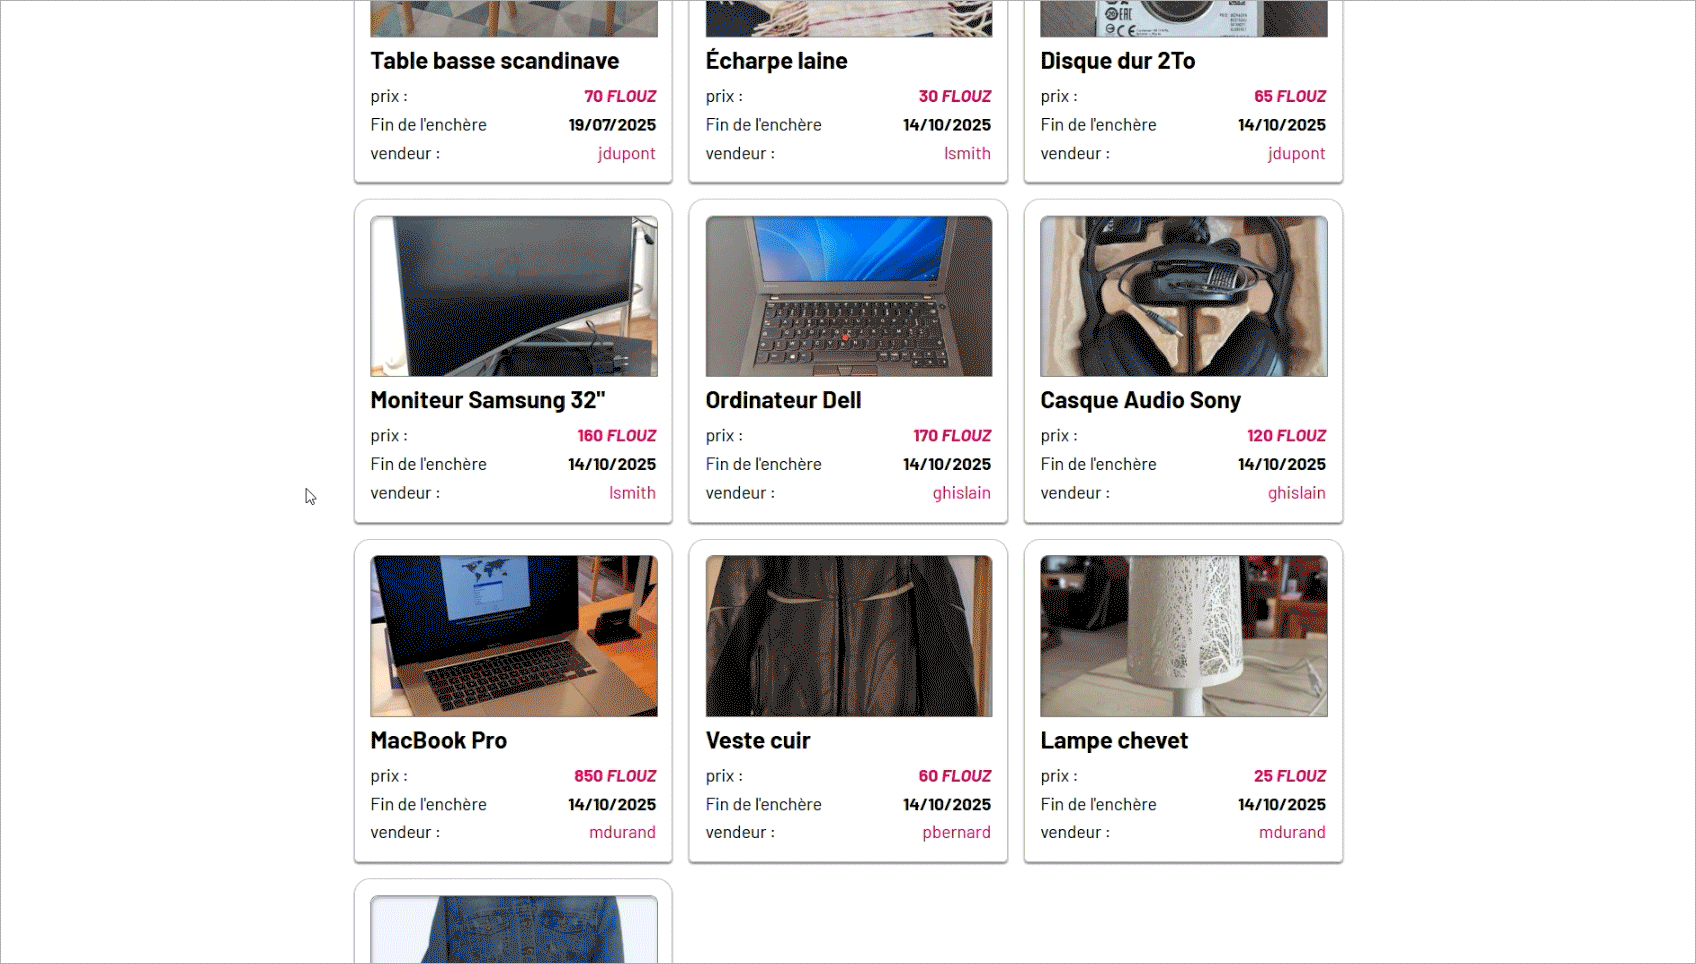 EAC
CE
Table basse scandinave
prix : 70 FLOUZ
Fin de l'enchère 19/07/2025
vendeur : jdupont
Écharpe laine
prix : 30 FLOUZ
Fin de l'enchère 14/10/2025
vendeur : lsmith
Disque dur 2To
prix : 65 FLOUZ
Fin de l'enchère 14/10/2025
vendeur : jdupont
Moniteur Samsung 32"
prix : 160 FLOUZ
Fin de l'enchère 14/10/2025
vendeur : lsmith
Ordinateur Dell
prix : 170 FLOUZ
Fin de l'enchère 14/10/2025
vendeur : ghislain
Casque Audio Sony
prix : 120 FLOUZ
Fin de l'enchère 14/10/2025
vendeur : ghislain
MacBook Pro
prix : 850 FLOUZ
Fin de l'enchère 14/10/2025
vendeur : mdurand
Veste cuir
prix : 60 FLOUZ
Fin de l'enchère 14/10/2025
vendeur : pbernard
Lampe chevet
prix : 25 FLOUZ
Fin de l'enchère 14/10/2025
vendeur : mdurand